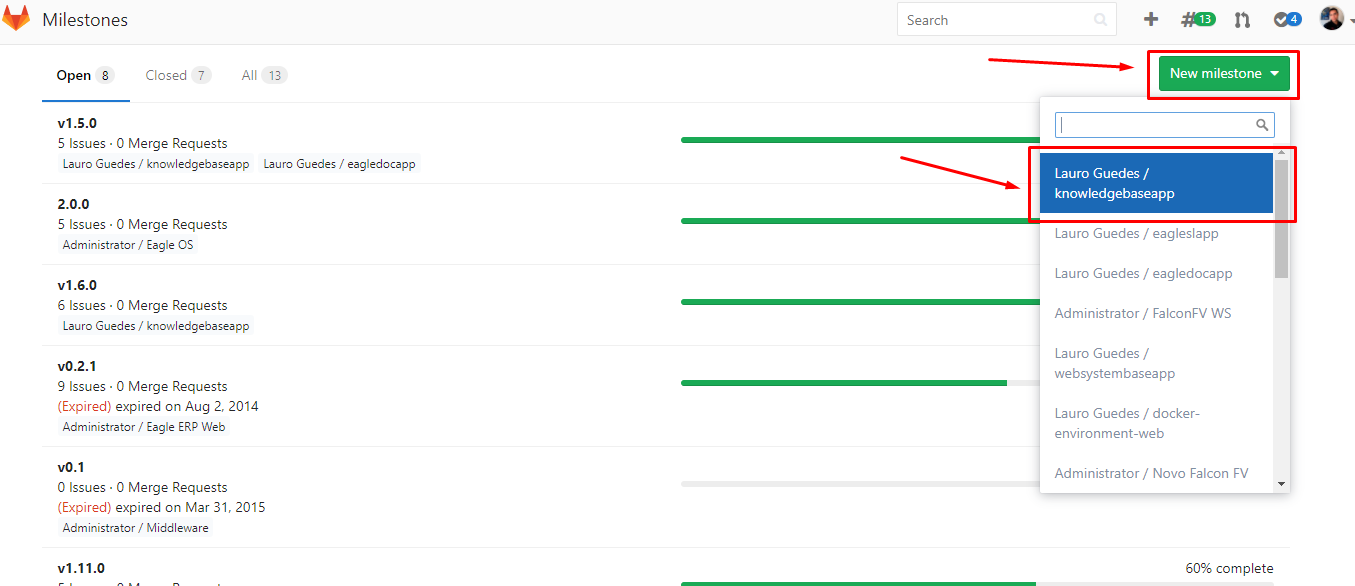 Milestones
Search
13
4
Open 8
Closed 7
All 13
New milestone
v1.5.0
5 Issues · 0 Merge Requests
Lauro Guedes / knowledgebaseapp Lauro Guedes / eagledocapp
2.0.0
5 Issues · 0 Merge Requests
Administrator / Eagle OS
v1.6.0
6 Issues · 0 Merge Requests
Lauro Guedes / knowledgebaseapp
v0.2.1
9 Issues · 0 Merge Requests
(Expired) expired on Aug 2, 2014
Administrator / Eagle ERP Web
v0.1
0 Issues · 0 Merge Requests
(Expired) expired on Mar 31, 2015
Administrator / Middleware
v1.11.0
60% complete
5 Issues · 0 Merge Requests
Lauro Guedes /
knowledgebaseapp
Lauro Guedes / eagleslapp
Lauro Guedes / eagledocapp
Administrator / FalconFV WS
Lauro Guedes /
websystembaseapp
Lauro Guedes / docker-
environment-web
Administrator / Novo Falcon FV